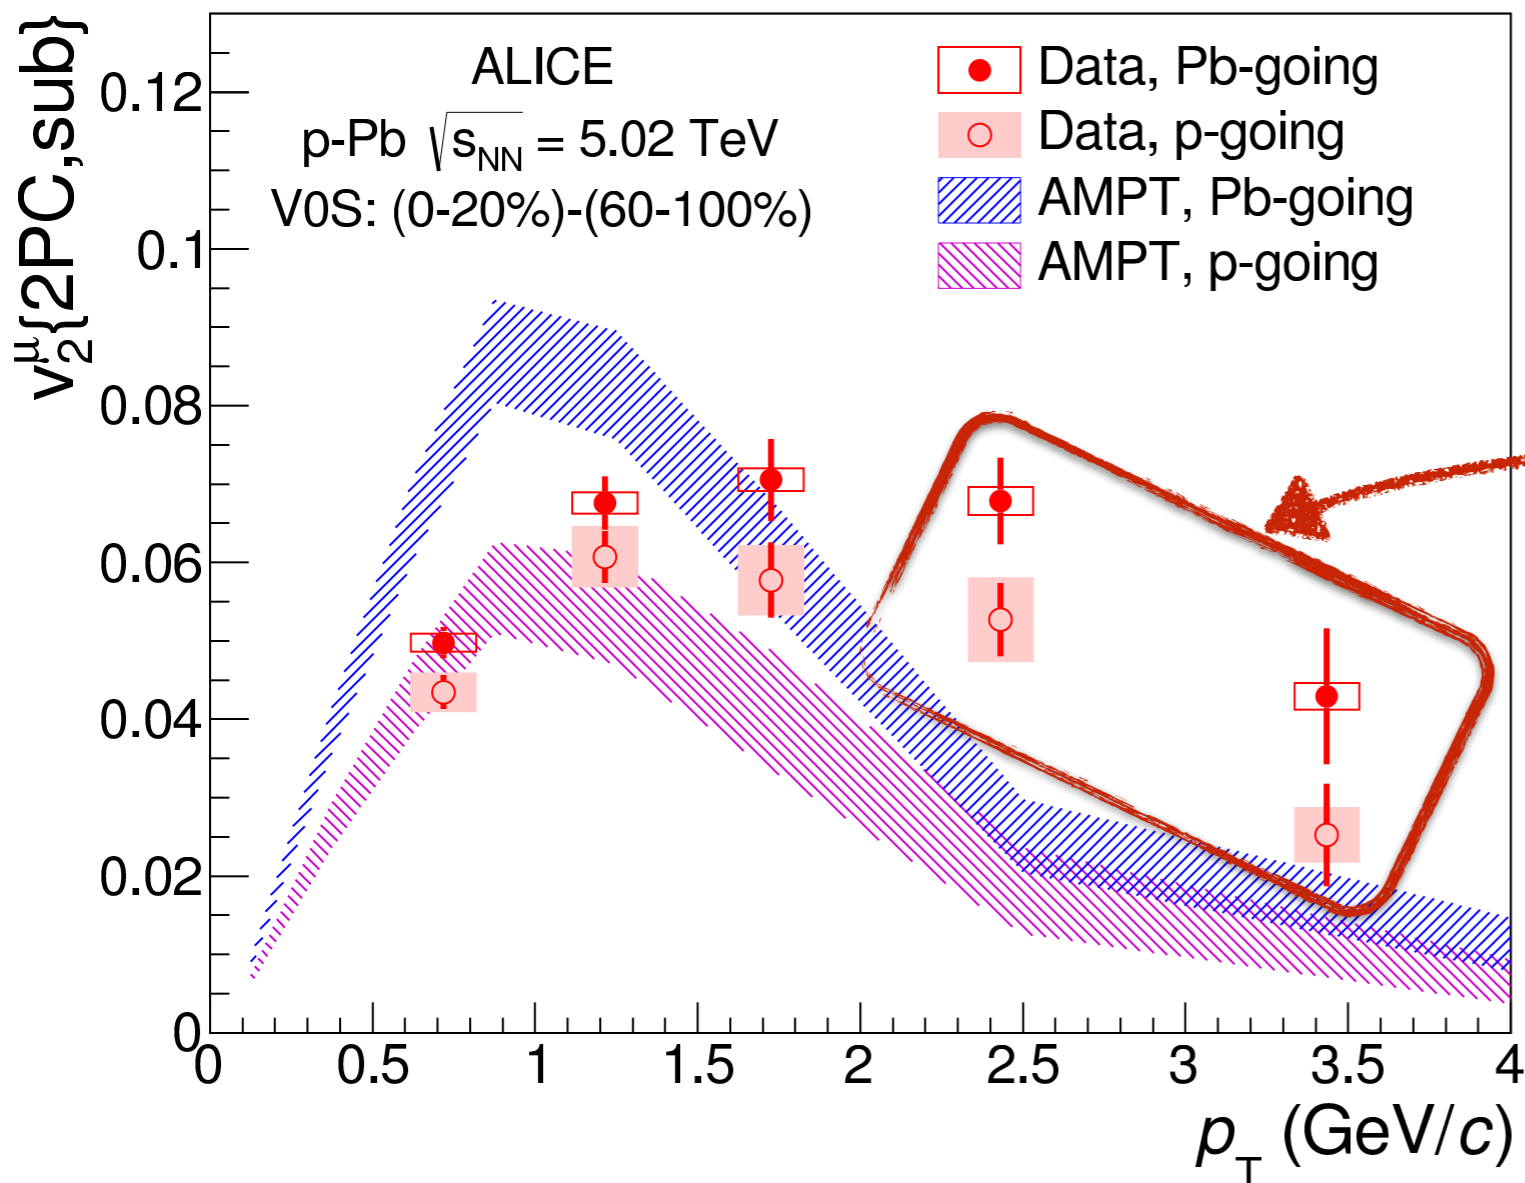 ALICE
p-Pb √sNN = 5.02 TeV
V0S: (0-20%)-(60-100%)
Data, Pb-going
Data, p-going
AMPT, Pb-going
AMPT, p-going
v2μ{2PC,sub}
0.12
0.1
0.08
0.06
0.04
0.02
0
0 0.5 1 1.5 2 2.5 3 3.5 4
pT (GeV/c)